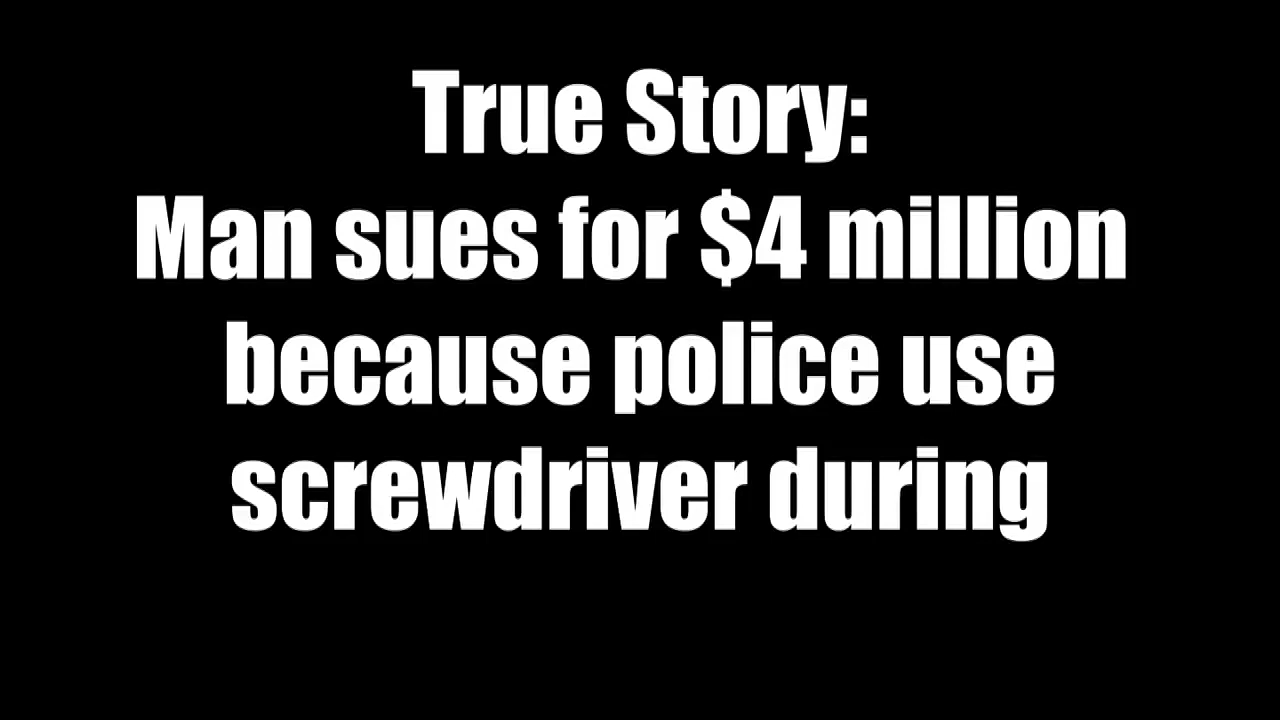 True Story:
Man sues for $4 million
because police use
screwdriver during